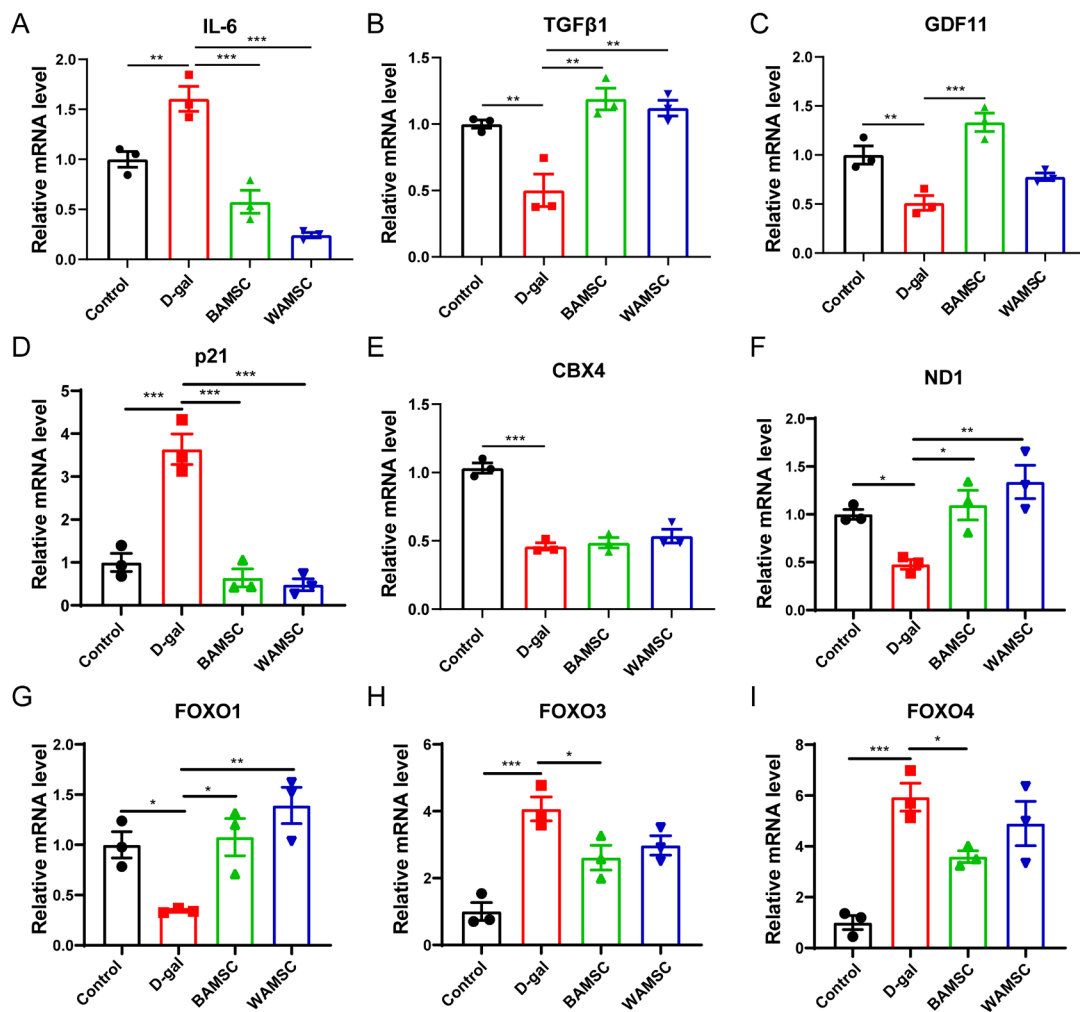 A
IL-6
Relative mRNA level
2.0
1.5
1.0
0.5
0.0
**
***
***
Control
D-gal
BAMSC
WAMSC
B
TGFβ1
Relative mRNA level
1.5
1.0
0.5
0.0
**
**
**
Control
D-gal
BAMSC
WAMSC
C
GDF11
Relative mRNA level
2.0
1.5
1.0
0.5
0.0
**
***
Control
D-gal
BAMSC
WAMSC
D
p21
Relative mRNA level
5
4
3
2
1
0
***
***
***
Control
D-gal
BAMSC
WAMSC
E
CBX4
Relative mRNA level
1.5
1.0
0.5
0.0
***
Control
D-gal
BAMSC
WAMSC
F
ND1
Relative mRNA level
2.0
1.5
1.0
0.5
0.0
*
*
**
Control
D-gal
BAMSC
WAMSC
G
FOXO1
Relative mRNA level
2.0
1.5
1.0
0.5
0.0
*
*
**
Control
D-gal
BAMSC
WAMSC
H
FOXO3
Relative mRNA level
6
4
2
0
***
*
Control
D-gal
BAMSC
WAMSC
I
FOXO4
Relative mRNA level
8
6
4
2
0
***
*
Control
D-gal
BAMSC
WAMSC